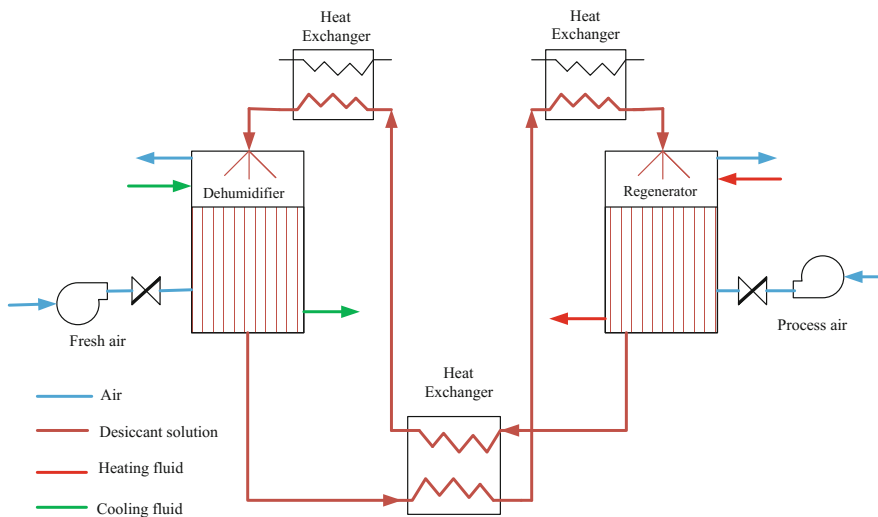 Heat
Exchanger
Heat
Exchanger
Dehumidifier
Regenerator
Fresh air
Process air
Heat
Exchanger
Air
Desiccant solution
Heating fluid
Cooling fluid